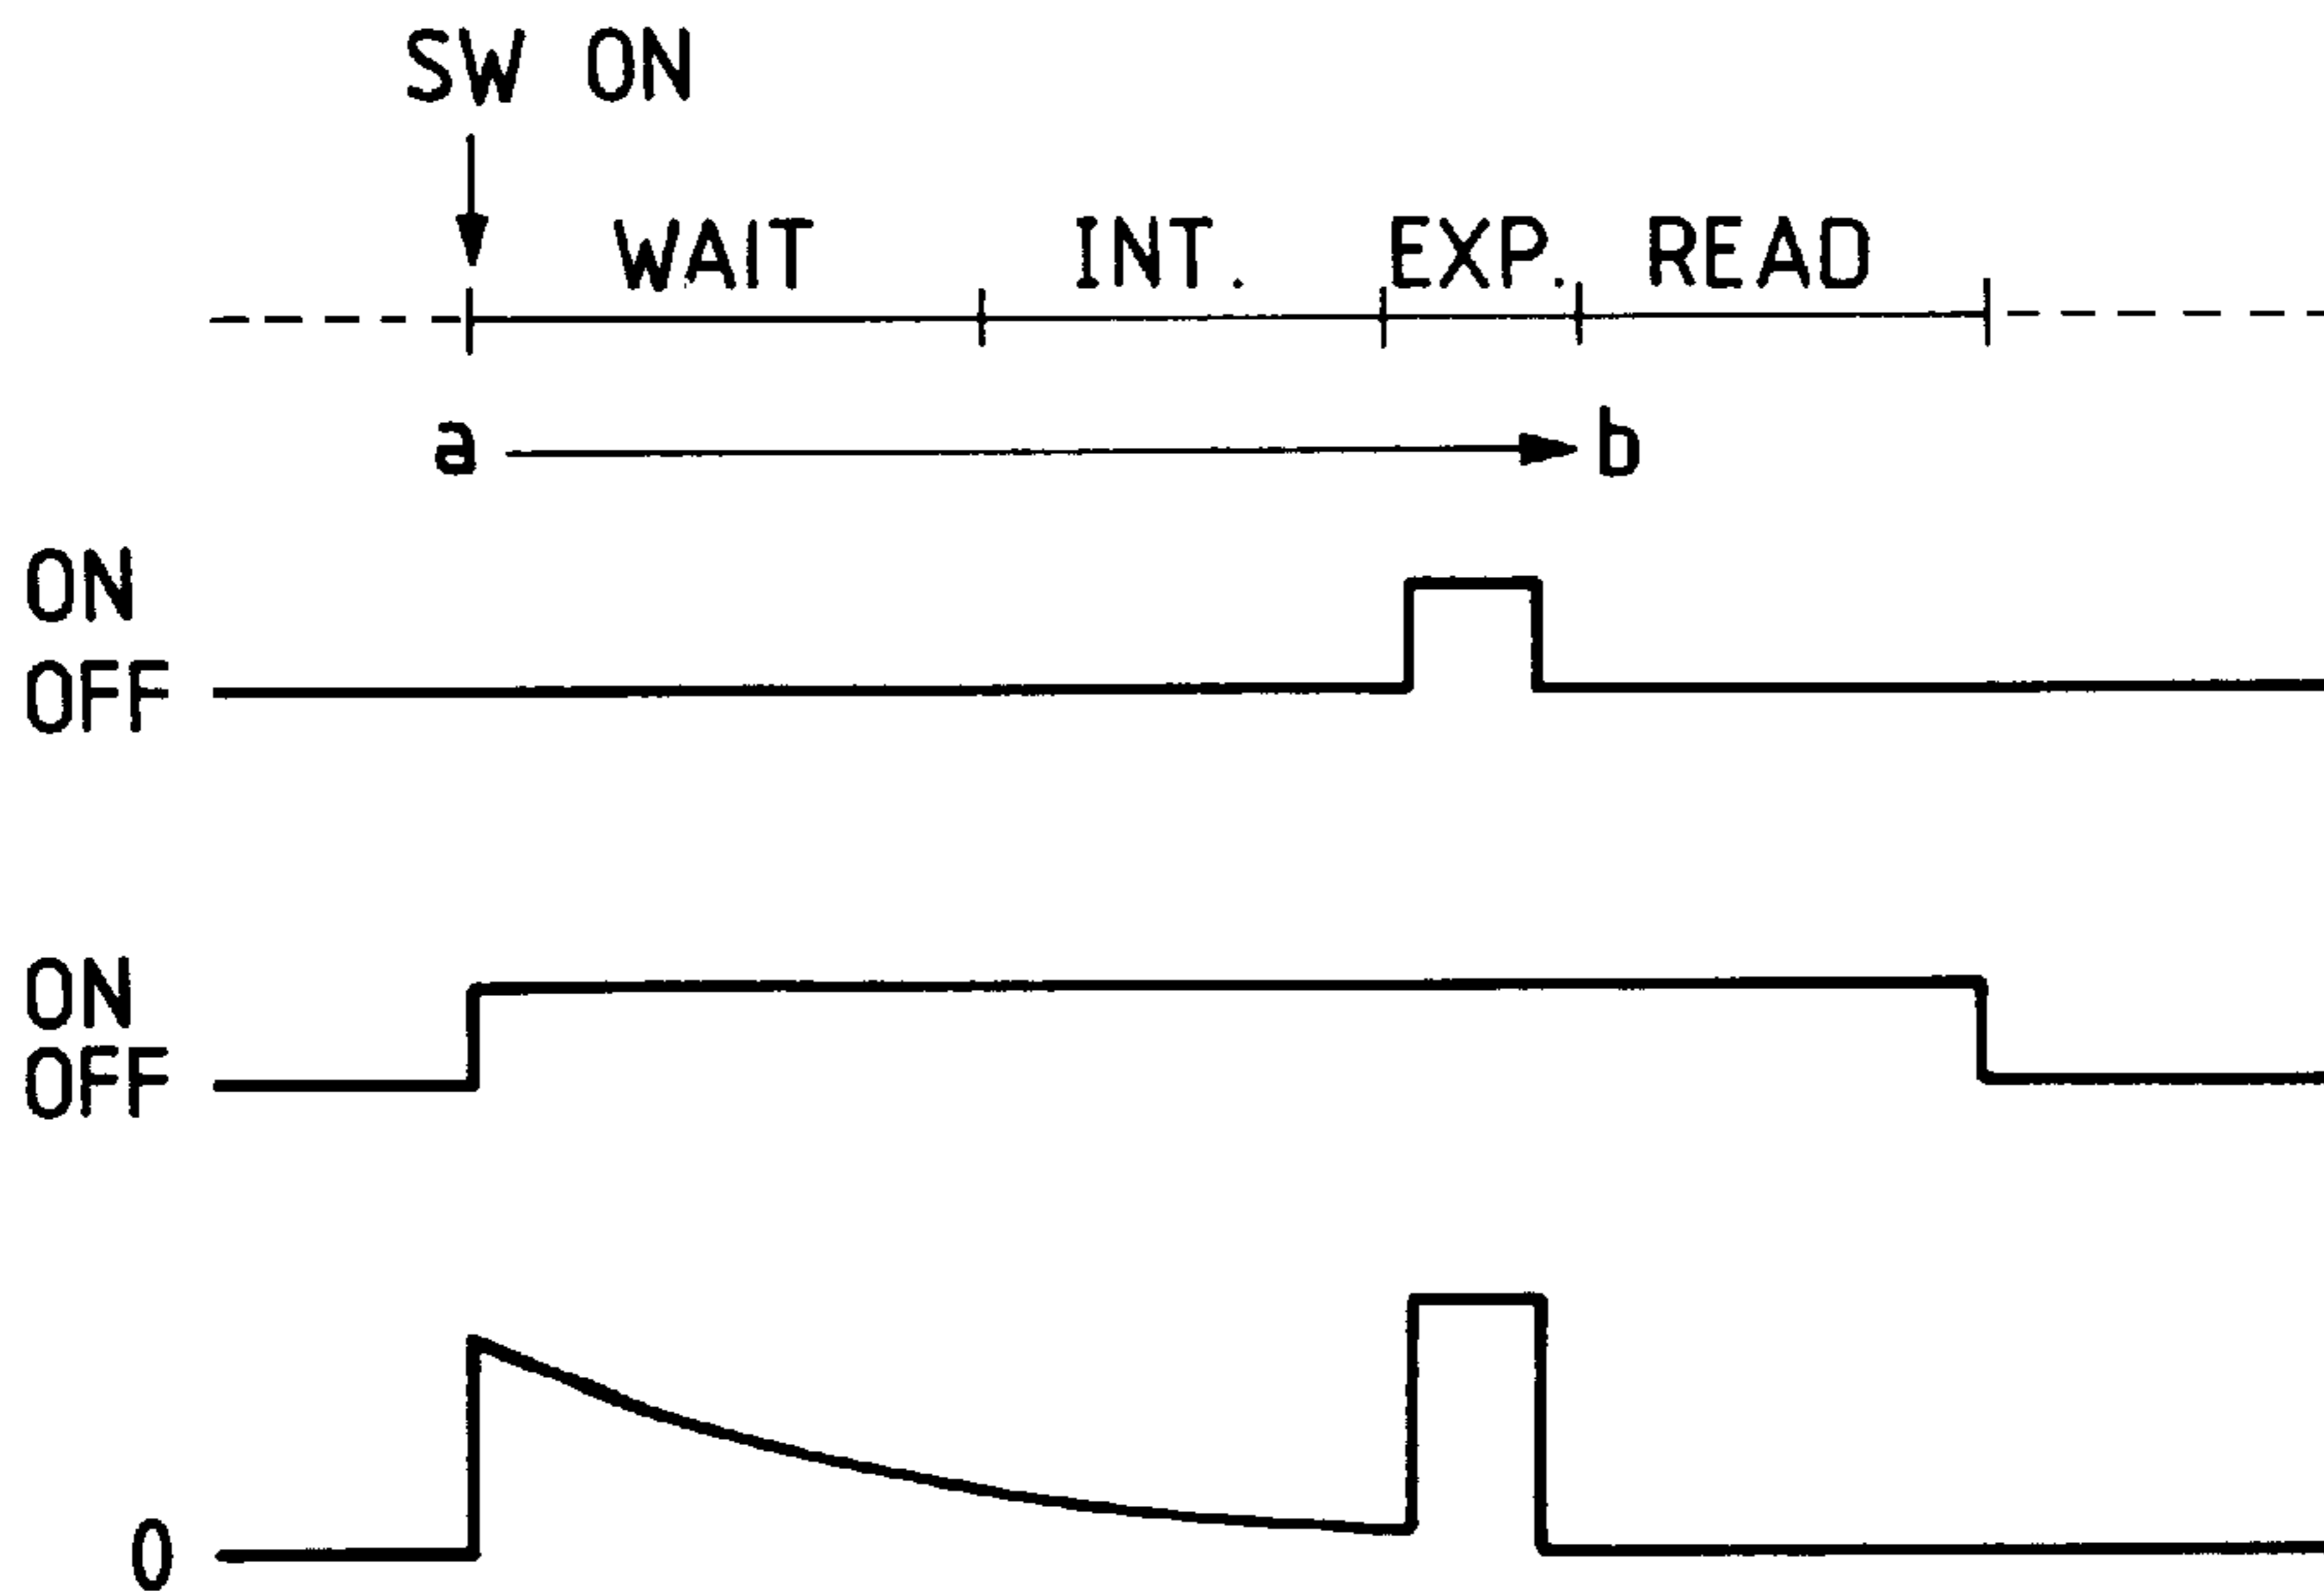 SW ON
WAIT INT. EXP. READ
a b
ON
OFF
ON
OFF
0